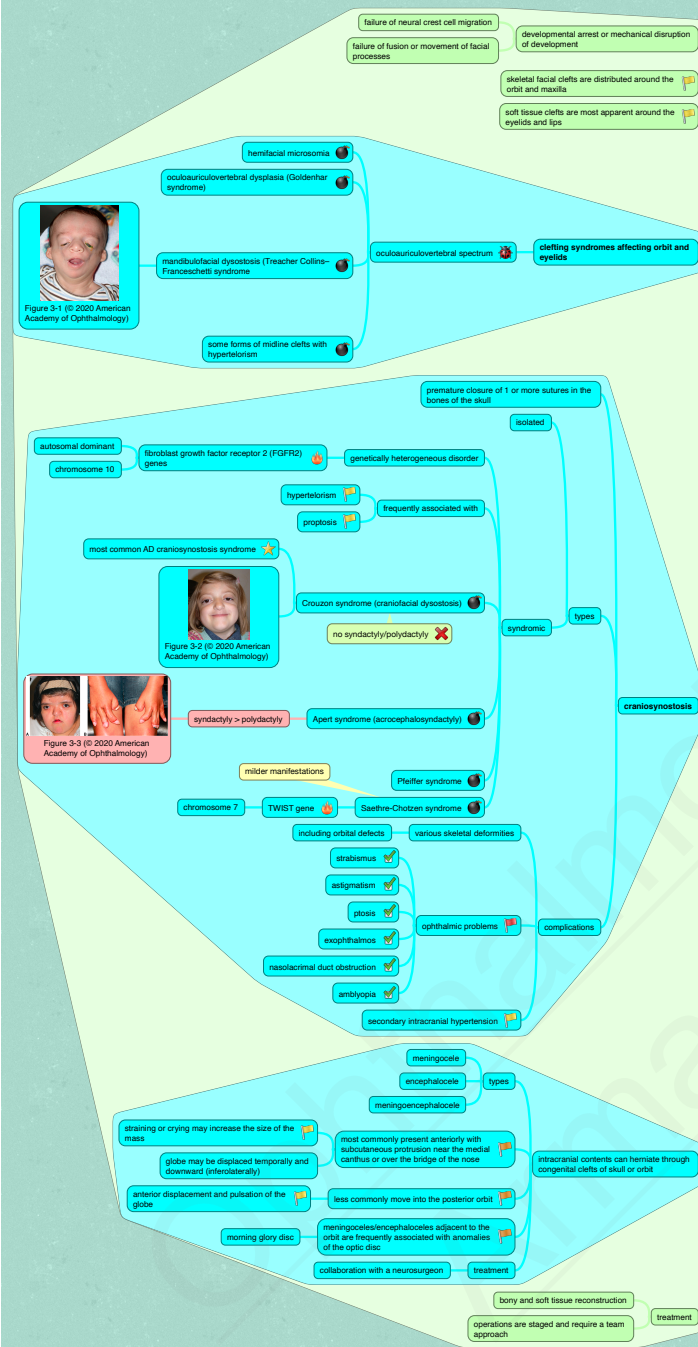 failure of neural crest cell migration
failure of fusion or movement of facial
processes
developmental arrest or mechanical disruption
of development
skeletal facial clefts are distributed around the
orbit and maxilla
soft tissue clefts are most apparent around the
eyelids and lips
hemifacial microsomia
oculoauriculovertebral dysplasia (Goldenhar
syndrome)
Figure 3-1 (© 2020 American
Academy of Ophthalmology)
mandibulofacial dysostosis (Treacher Collins–
Franceschetti syndrome
some forms of midline clefts with
hypertelorism
oculoauriculovertebral spectrum
clefting syndromes affecting orbit and
eyelids
premature closure of 1 or more sutures in the
bones of the skull
isolated
autosomal dominant
chromosome 10
fibroblast growth factor receptor 2 (FGFR2)
genes
genetically heterogeneous disorder
hypertelorism
proptosis
frequently associated with
most common AD craniosynostosis syndrome
Figure 3-2 (© 2020 American
Academy of Ophthalmology)
Crouzon syndrome (craniofacial dysostosis)
no syndactyly/polydactyly
syndromic
types
craniosynostosis
A
Figure 3-3 (© 2020 American
Academy of Ophthalmology)
syndactyly > polydactyly
Apert syndrome (acrocephalosyndactyly)
milder manifestations
Pfeiffer syndrome
chromosome 7
TWIST gene
Saethre-Chotzen syndrome
including orbital defects
various skeletal deformities
strabismus
astigmatism
ptosis
exophthalmos
nasolacrimal duct obstruction
amblyopia
ophthalmic problems
complications
secondary intracranial hypertension
meningocele
encephalocele
meningoencephalocele
types
straining or crying may increase the size of the
mass
globe may be displaced temporally and
downward (inferolaterally)
most commonly present anteriorly with
subcutaneous protrusion near the medial
canthus or over the bridge of the nose
intracranial contents can herniate through
congenital clefts of skull or orbit
anterior displacement and pulsation of the
globe
less commonly move into the posterior orbit
morning glory disc
meningoceles/encephaloceles adjacent to the
orbit are frequently associated with anomalies
of the optic disc
collaboration with a neurosurgeon
treatment
bony and soft tissue reconstruction
operations are staged and require a team
approach
treatment